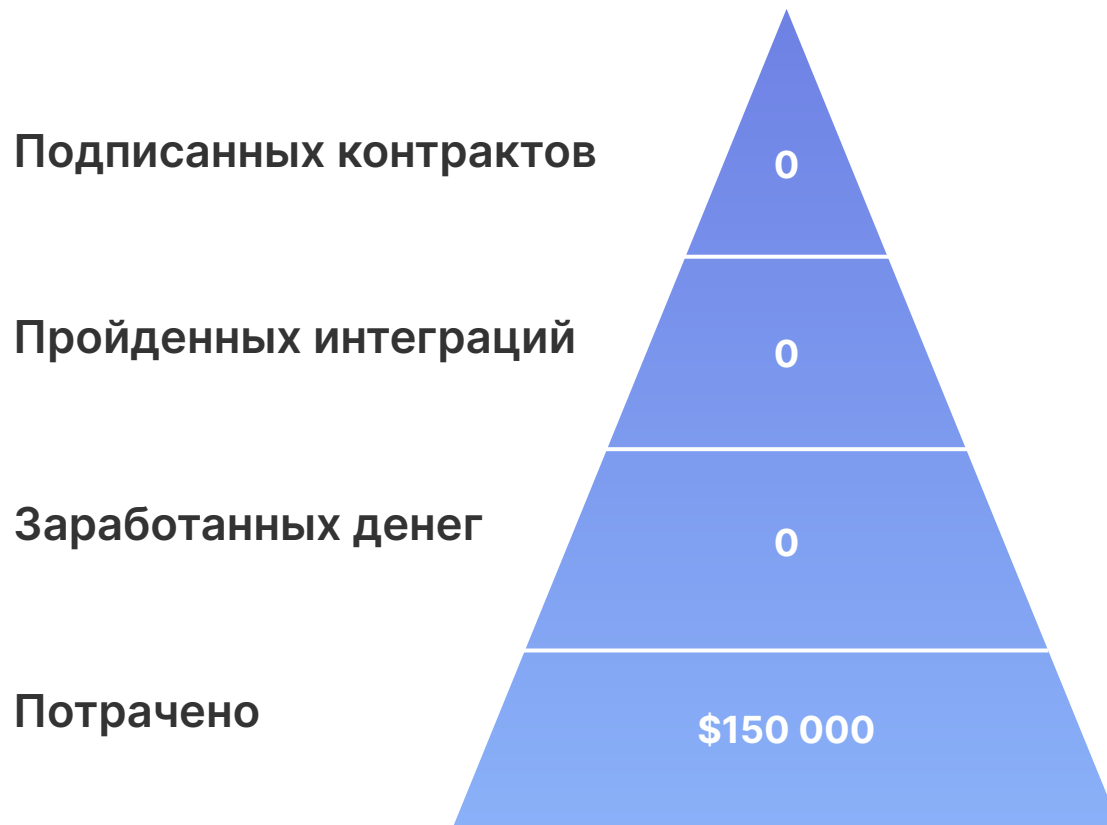 Подписанных контрактов
0
Пройденных интеграций
0
Заработанных денег
0
Потрачено
$150 000